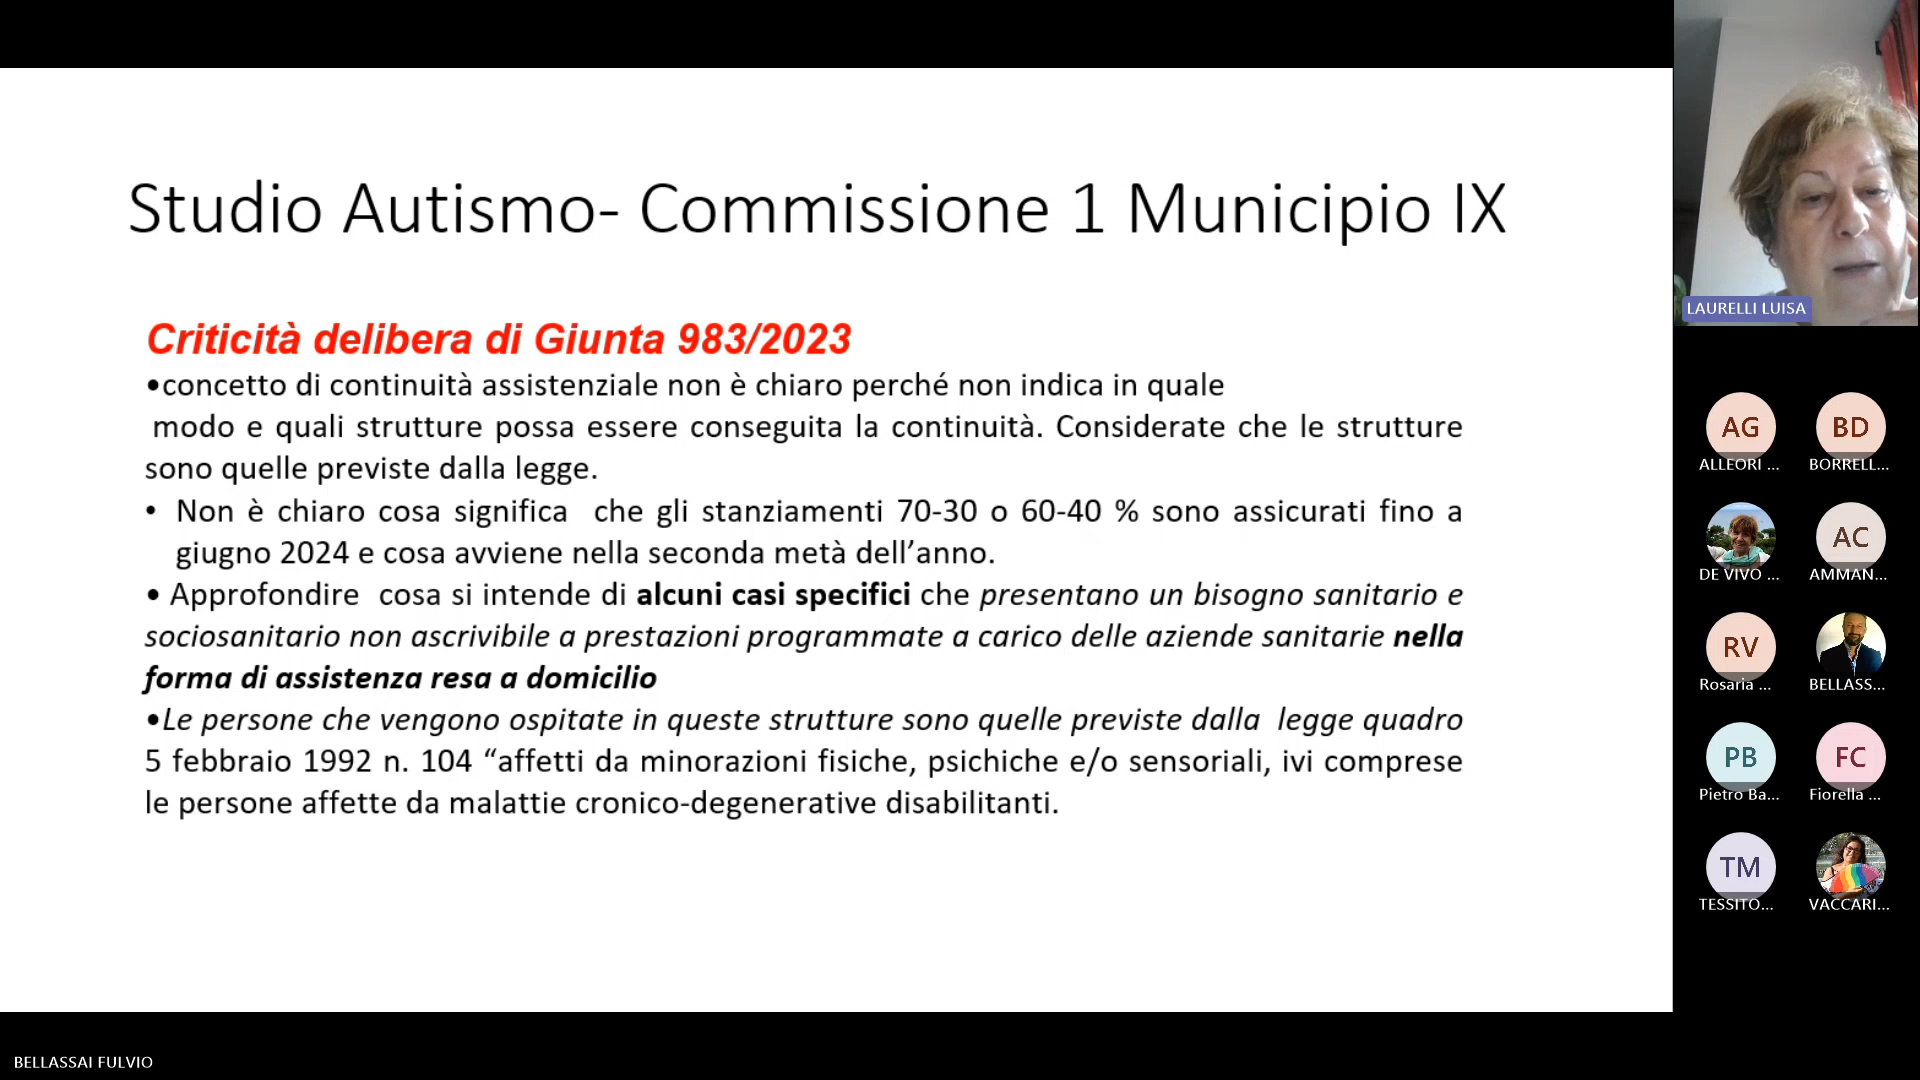 Studio Autismo- Commissione 1 Municipio IX
Criticità delibera di Giunta 983/2023
•concetto di continuità assistenziale non è chiaro perché non indica in quale
modo e quali strutture possa essere conseguita la continuità. Considerate che le strutture
sono quelle previste dalla legge.
• Non è chiaro cosa significa che gli stanziamenti 70-30 o 60-40 % sono assicurati fino a
giugno 2024 e cosa avviene nella seconda metà dell’anno.
• Approfondire cosa si intende di alcuni casi specifici che presentano un bisogno sanitario e
sociosanitario non ascrivibile a prestazioni programmate a carico delle aziende sanitarie nella
forma di assistenza resa a domicilio
•Le persone che vengono ospitate in queste strutture sono quelle previste dalla legge quadro
5 febbraio 1992 n. 104 “affetti da minorazioni fisiche, psichiche e/o sensoriali, ivi comprese
le persone affette da malattie cronico-degenerative disabilitanti.
LAURELLI LUISA
AG BD
ALLEORI ... BORRELL...
AC
DE VIVO ... AMMAN...
RV
Rosaria ... BELLASS...
PB FC
Pietro Ba... Fiorella ...
TM
TESSITO... VACCARI...
BELLASSAI FULVIO